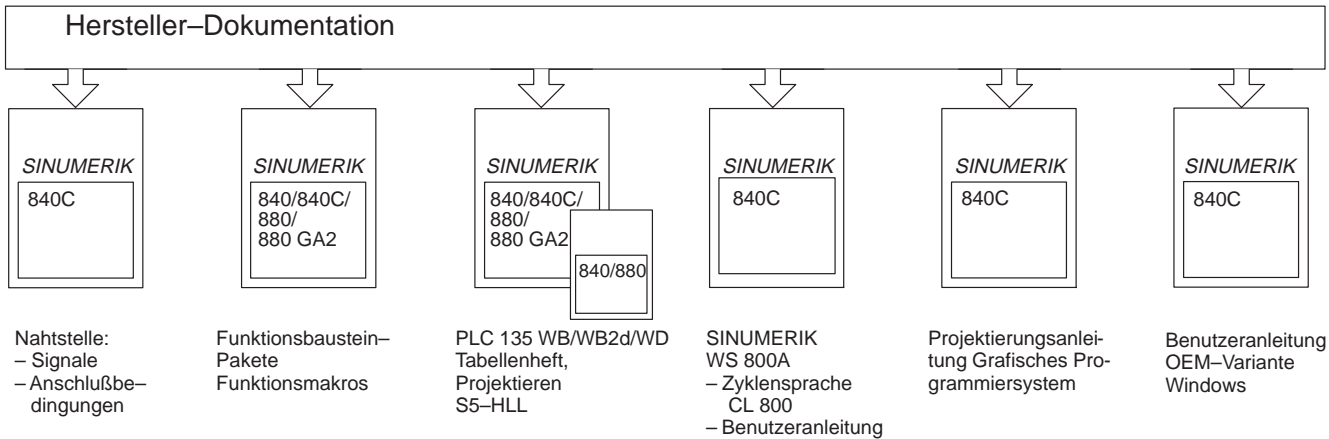 Hersteller–Dokumentation
SINUMERIK
840C
Nahtstelle:
– Signale
– Anschlußbe–
dingungen
SINUMERIK
840/840C/
880/
880 GA2
Funktionsbaustein–
Pakete
Funktionsmakros
SINUMERIK
840/840C/
880/
880 GA2
840/880
PLC 135 WB/WB2d/WD
Tabellenheft,
Projektieren
S5–HLL
SINUMERIK
840C
SINUMERIK
WS 800A
– Zyklensprache
CL 800
– Benutzeranleitung
SINUMERIK
840C
Projektierungsanlei-
tung Grafisches Pro-
grammiersystem
SINUMERIK
840C
Benutzeranleitung
OEM–Variante
Windows